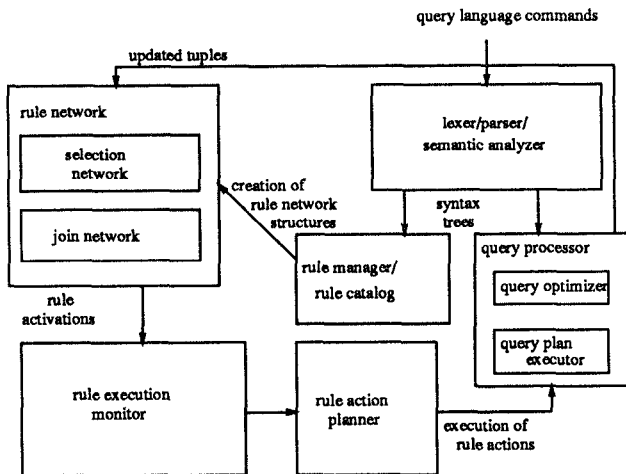 query language commands
updated tuples
rule network
selection
network
join network
lexer/parser/
semantic analyzer
creation of
rule network
structures
syntax
trees
rule manager/
rule catalog
query processor
query optimizer
query plan
executor
rule
activations
rule execution
monitor
rule action
planner
execution of
rule actions